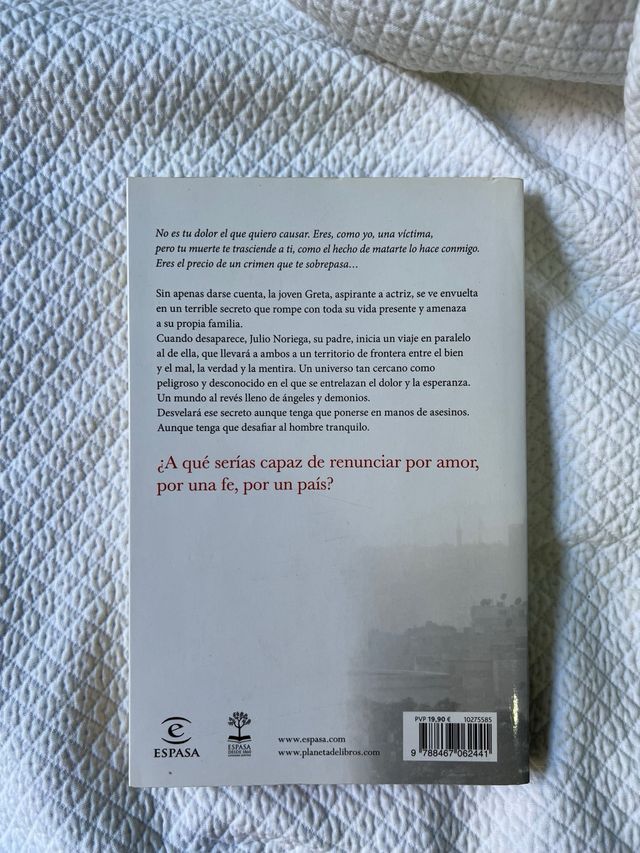 No es tu dolor el que quiero causar. Eres, como yo, una víctima,
pero tu muerte te trasciende a ti, como el hecho de matarte lo hace conmigo.
Eres el precio de un crimen que te sobrepasa…
Sin apenas darse cuenta, la joven Greta, aspirante a actriz, se ve envuelta
en un terrible secreto que rompe con toda su vida presente y amenaza
a su propia familia.
Cuando desaparece, Julio Noriega, su padre, inicia un viaje en paralelo
al de ella, que llevará a ambos a un territorio de frontera entre el bien
y el mal, la verdad y la mentira. Un universo tan cercano como
peligroso y desconocido en el que se entrelazan el dolor y la esperanza.
Un mundo al revés lleno de ángeles y demonios.
Desvelará ese secreto aunque tenga que ponerse en manos de asesinos.
Aunque tenga que desafiar al hombre tranquilo.
¿A qué serías capaz de renunciar por amor,
por una fe, por un país?
e
ESPASA
ESPASA
DESDE 1860
www.espasa.com
www.planetadelibros.com
PVP 19,90 € 10275585
9 788467 062441